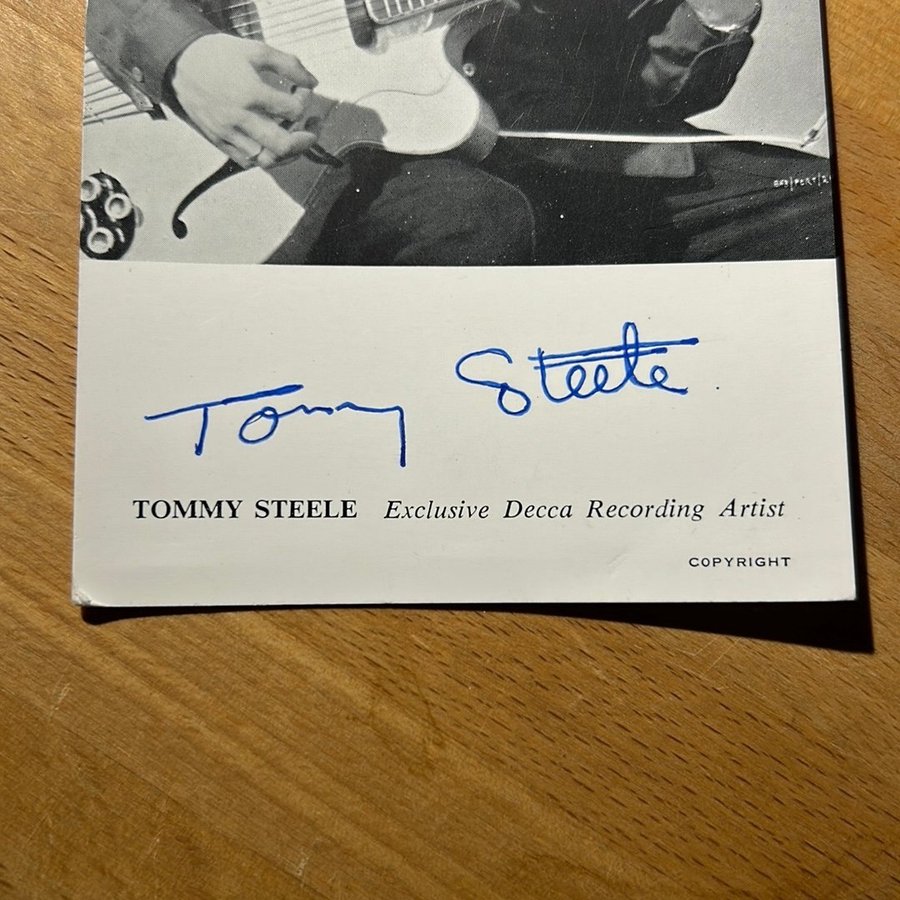 Tommy Steele
TOMMY STEELE Exclusive Decca Recording Artist
COPYRIGHT